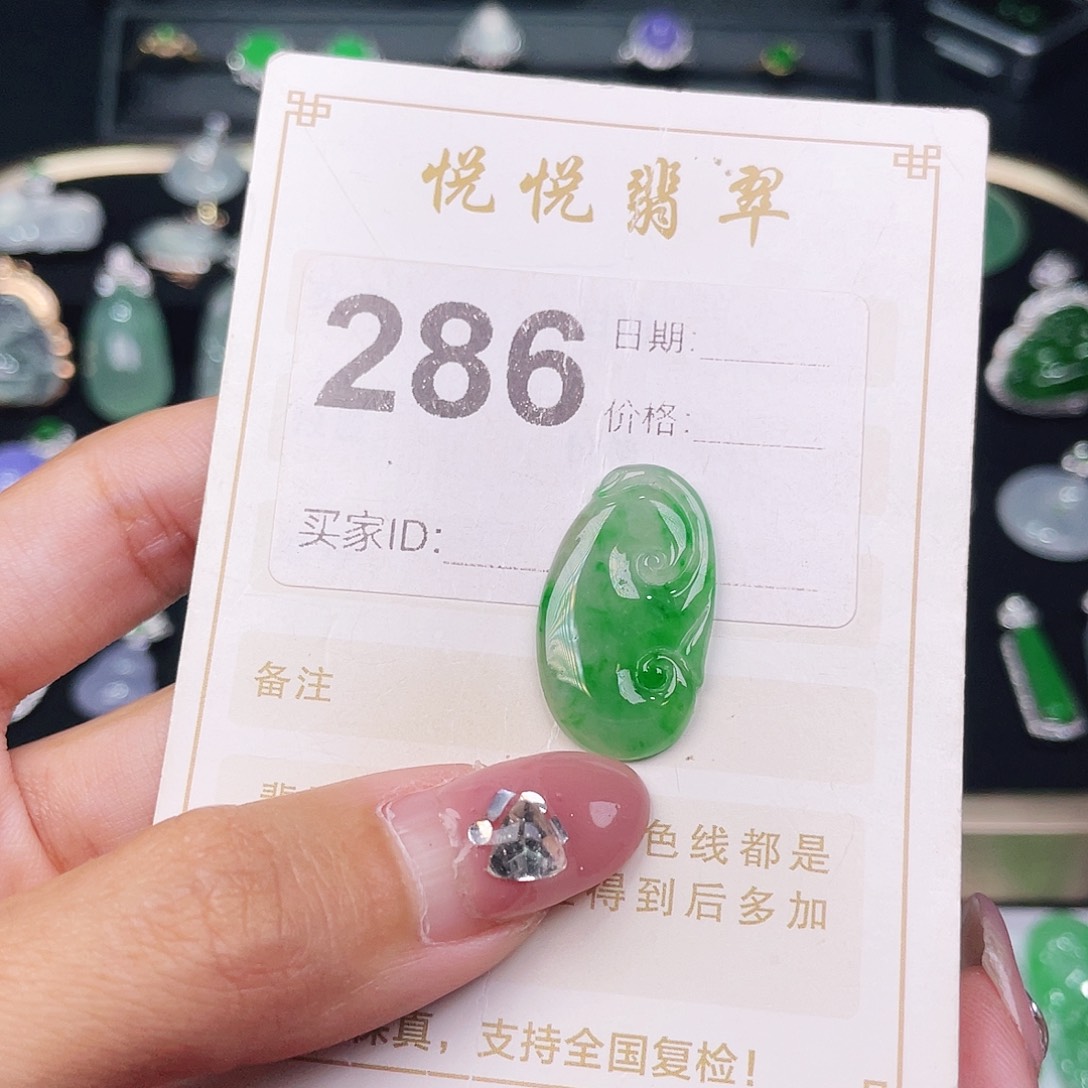 悦悦翡翠
286
日期:
价格:
买家ID:
备注
色线都是
得到后多加
真，支持全国复检！